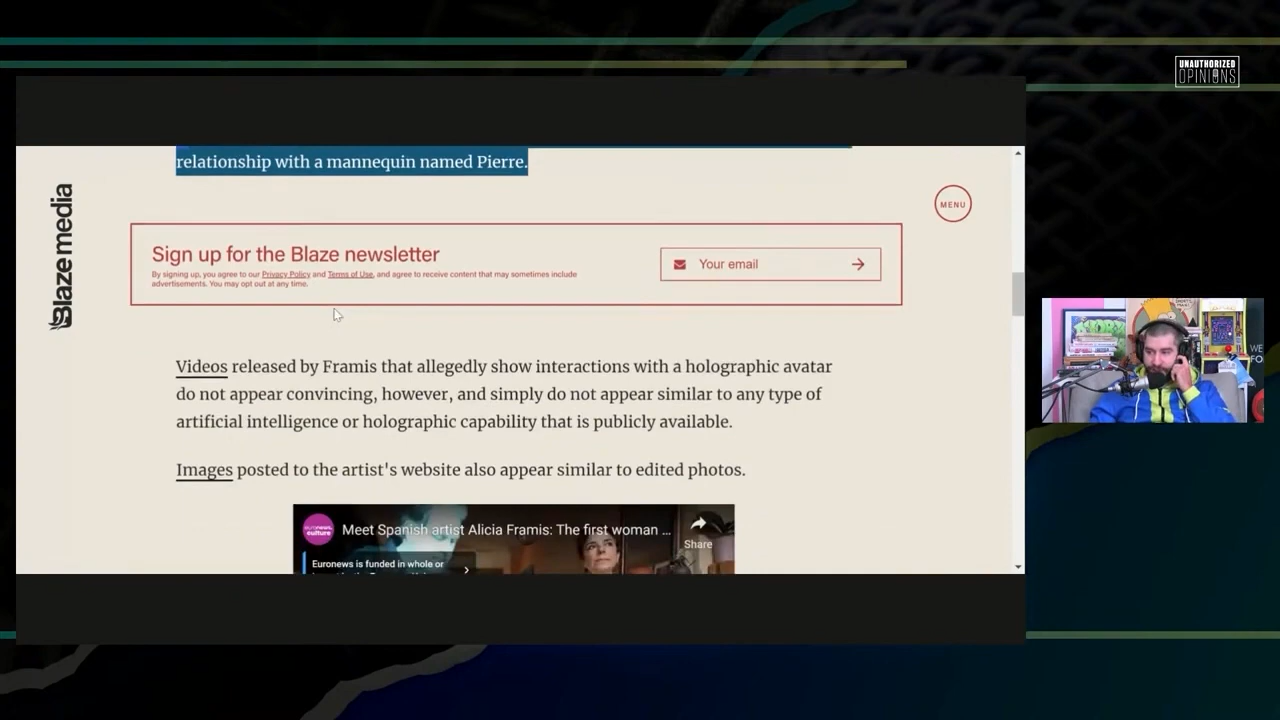 UNAUTHORIZED
OPINIONS
relationship with a mannequin named Pierre.
Blaze media
MENU
Sign up for the Blaze newsletter
By signing up, you agree to our Privacy Policy and Terms of Use, and agree to receive content that may sometimes include
advertisements. You may opt out at any time.
Your email
Videos released by Framis that allegedly show interactions with a holographic avatar
do not appear convincing, however, and simply do not appear similar to any type of
artificial intelligence or holographic capability that is publicly available.
WE
FO
Images posted to the artist's website also appear similar to edited photos.
euronews.
culture
Meet Spanish artist Alicia Framis: The first woman ...
Share
Euronews is funded in whole or